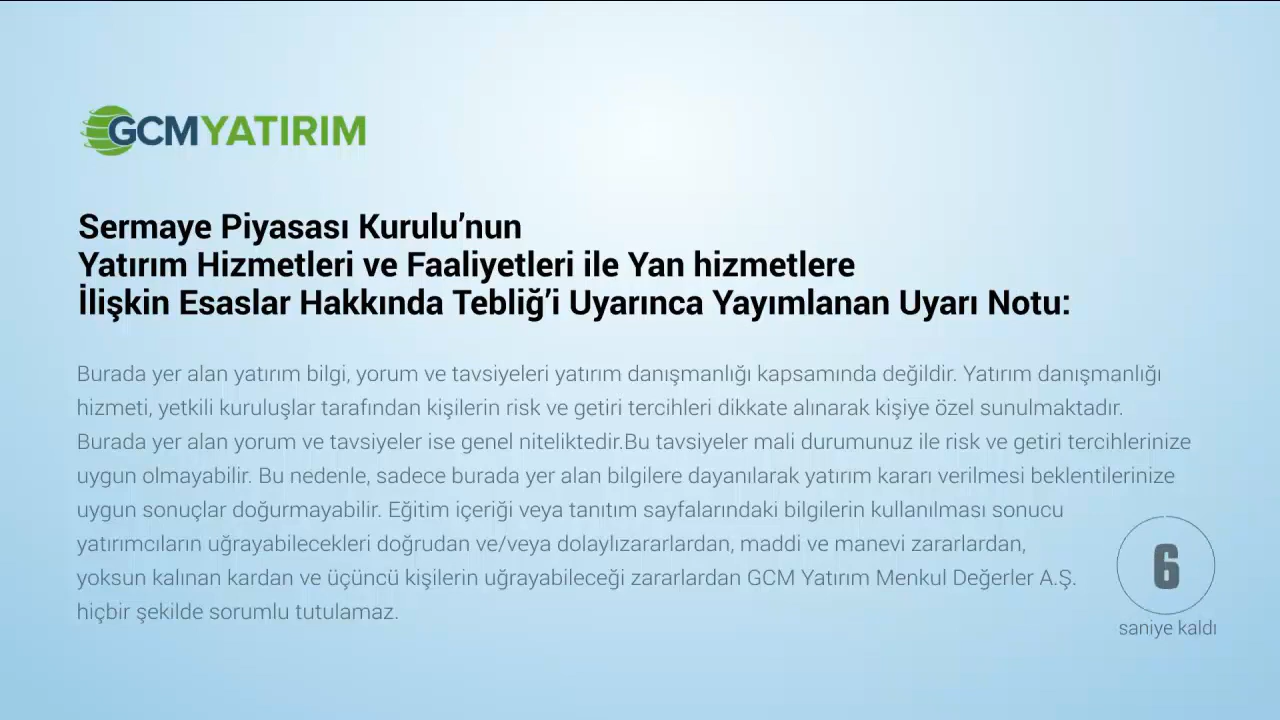 GCMYATIRIM
Sermaye Piyasası Kurulu’nun
Yatırım Hizmetleri ve Faaliyetleri ile Yan hizmetlere
İlişkin Esaslar Hakkında Tebliğ’i Uyarınca Yayımlanan Uyarı Notu:
Burada yer alan yatırım bilgi, yorum ve tavsiyeleri yatırım danışmanlığı kapsamında değildir. Yatırım danışmanlığı
hizmeti, yetkili kuruluşlar tarafından kişilerin risk ve getiri tercihleri dikkate alınarak kişiye özel sunulmaktadır.
Burada yer alan yorum ve tavsiyeler ise genel niteliktedir.Bu tavsiyeler mali durumunuz ile risk ve getiri tercihlerinize
uygun olmayabilir. Bu nedenle, sadece burada yer alan bilgilere dayanılarak yatırım kararı verilmesi beklentilerinize
uygun sonuçlar doğurmayabilir. Eğitim içeriği veya tanıtım sayfalarındaki bilgilerin kullanılması sonucu
yatırımcıların uğrayabilecekleri doğrudan ve/veya dolaylızararlardan, maddi ve manevi zararlardan,
yoksun kalınan kardan ve üçüncü kişilerin uğrayabileceği zararlardan GCM Yatırım Menkul Değerler A.Ş.
hiçbir şekilde sorumlu tutulamaz.
6
saniye kaldı